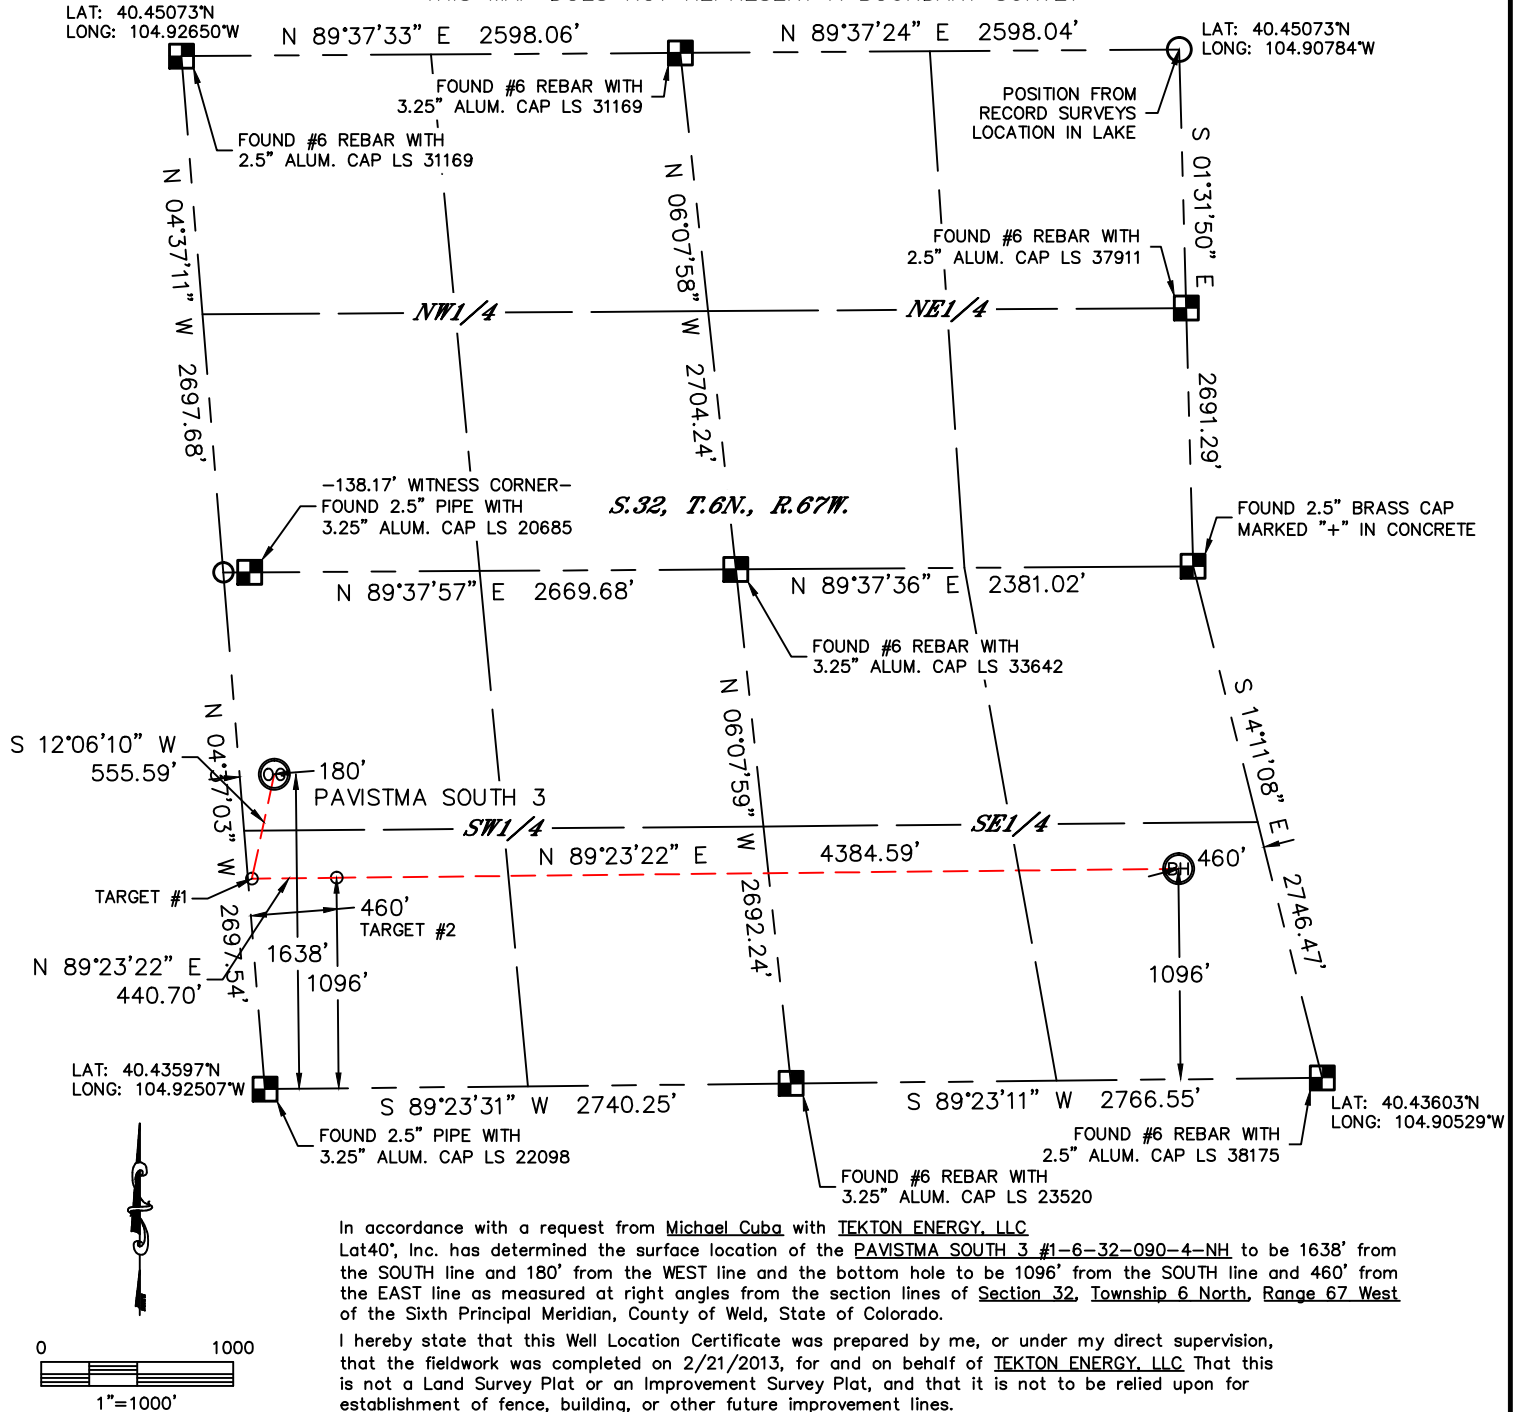 LAT: 40.45073°N
LONG: 104.92650°W
N 89°37'33" E 2598.06'
N 89°37'24" E 2598.04'
LAT: 40.45073°N
LONG: 104.90784°W
FOUND #6 REBAR WITH
3.25" ALUM. CAP LS 31169
POSITION FROM
RECORD SURVEYS
LOCATION IN LAKE
FOUND #6 REBAR WITH
2.5" ALUM. CAP LS 31169
N 04°37'11" W 2697.68'
N 06°07'58" W 2704.24'
S 01°31'50" E 2691.29'
FOUND #6 REBAR WITH
2.5" ALUM. CAP LS 37911
NW1/4
NE1/4
-138.17' WITNESS CORNER-
FOUND 2.5" PIPE WITH
3.25" ALUM. CAP LS 20685
S.32, T.6N., R.67W.
FOUND 2.5" BRASS CAP
MARKED "+" IN CONCRETE
N 89°37'57" E 2669.68'
N 89°37'36" E 2381.02'
FOUND #6 REBAR WITH
3.25" ALUM. CAP LS 33642
N 04°37'03" W 2697.54'
N 06°07'59" W 2692.24'
S 14°11'08" E 2746.47'
S 12°06'10" W
555.59'
180'
PAVISTMA SOUTH 3
SW1/4
SE1/4
N 89°23'22" E 4384.59'
BH
460'
TARGET #1
460'
TARGET #2
1638'
1096'
1096'
N 89°23'22" E
440.70'
LAT: 40.43597°N
LONG: 104.92507°W
S 89°23'31" W 2740.25'
S 89°23'11" W 2766.55'
LAT: 40.43603°N
LONG: 104.90529°W
FOUND 2.5" PIPE WITH
3.25" ALUM. CAP LS 22098
FOUND #6 REBAR WITH
2.5" ALUM. CAP LS 38175
FOUND #6 REBAR WITH
3.25" ALUM. CAP LS 23520
In accordance with a request from Michael Cuba with TEKTON ENERGY, LLC
Lat40°, Inc. has determined the surface location of the PAVISTMA SOUTH 3 #1-6-32-090-4-NH to be 1638' from
the SOUTH line and 180' from the WEST line and the bottom hole to be 1096' from the SOUTH line and 460' from
the EAST line as measured at right angles from the section lines of Section 32, Township 6 North, Range 67 West
of the Sixth Principal Meridian, County of Weld, State of Colorado.
I hereby state that this Well Location Certificate was prepared by me, or under my direct supervision,
that the fieldwork was completed on 2/21/2013, for and on behalf of TEKTON ENERGY, LLC That this
is not a Land Survey Plat or an Improvement Survey Plat, and that it is not to be relied upon for
establishment of fence, building, or other future improvement lines.
0 1000
1"=1000'